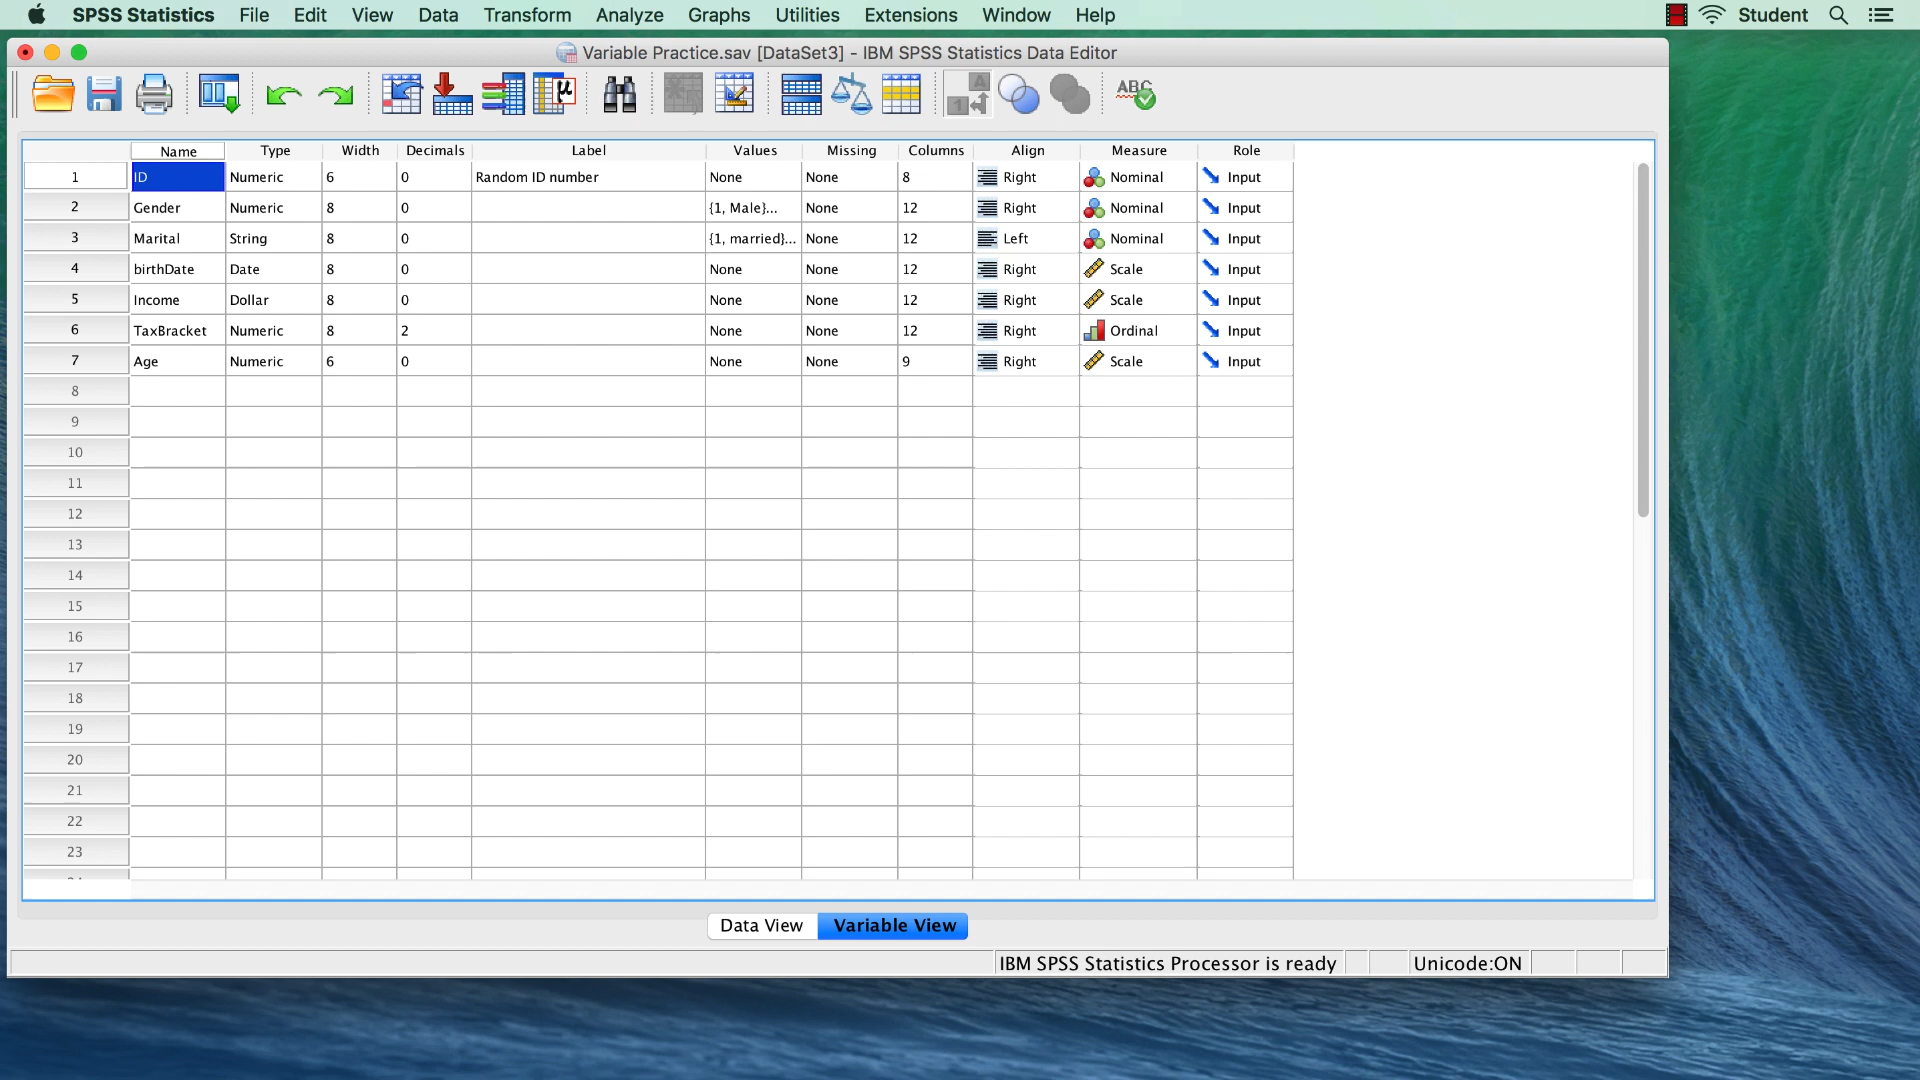 SPSS Statistics File Edit View Data Transform Analyze Graphs Utilities Extensions Window Help Student
Variable Practice.sav [DataSet3] - IBM SPSS Statistics Data Editor
A
1
μ
ABC
Name Type Width Decimals Label Values Missing Columns Align Measure Role
1 ID Numeric 6 0 Random ID number None None 8 Right Nominal Input
2 Gender Numeric 8 0 {1, Male}... None 12 Right Nominal Input
3 Marital String 8 0 {1, married}... None 12 Left Nominal Input
4 birthDate Date 8 0 None None 12 Right Scale Input
5 Income Dollar 8 0 None None 12 Right Scale Input
6 TaxBracket Numeric 8 2 None None 12 Right Ordinal Input
7 Age Numeric 6 0 None None 9 Right Scale Input
8
9
10
11
12
13
14
15
16
17
18
19
20
21
22
23
Data View Variable View
IBM SPSS Statistics Processor is ready Unicode:ON